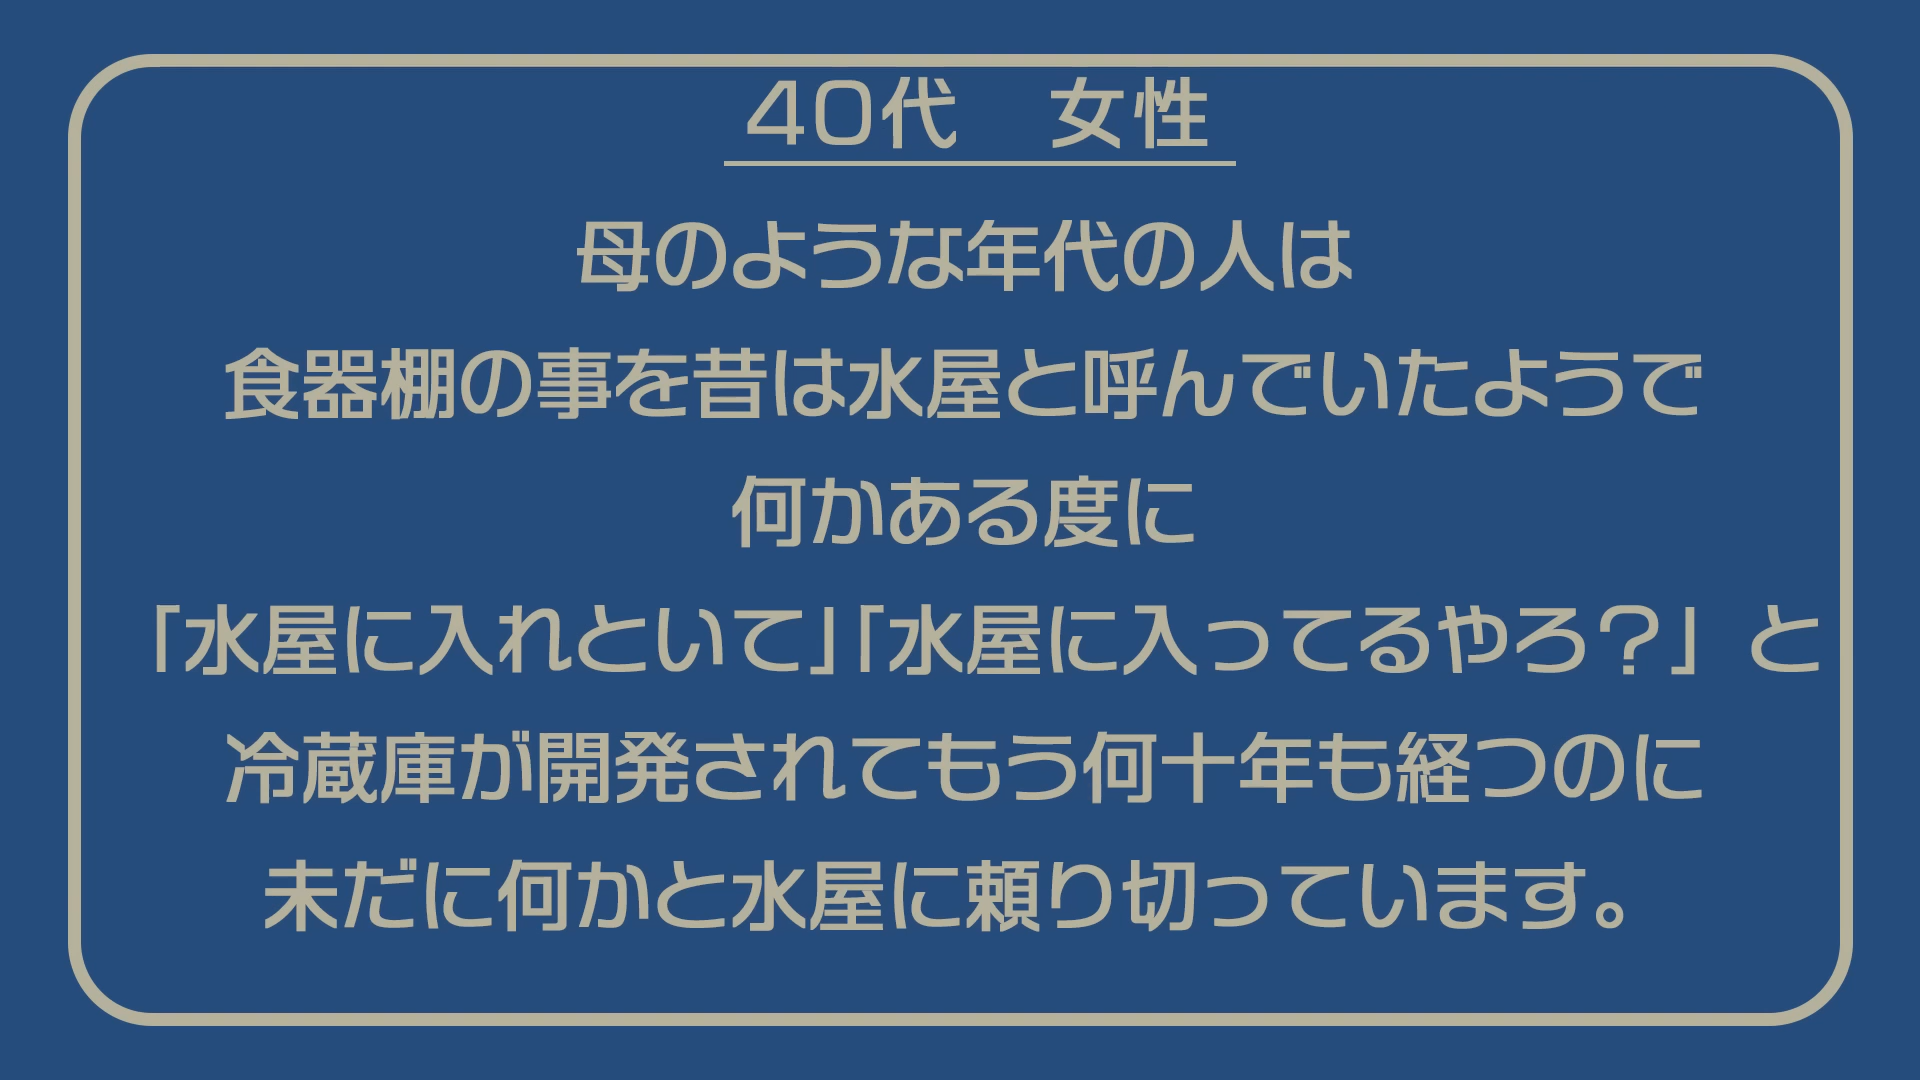 40代　女性
母のような年代の人は
食器棚の事を昔は水屋と呼んでいたようで
何かある度に
｢水屋に入れといて｣｢水屋に入ってるやろ？」と
冷蔵庫が開発されてもう何十年も経つのに
未だに何かと水屋に頼り切っています。